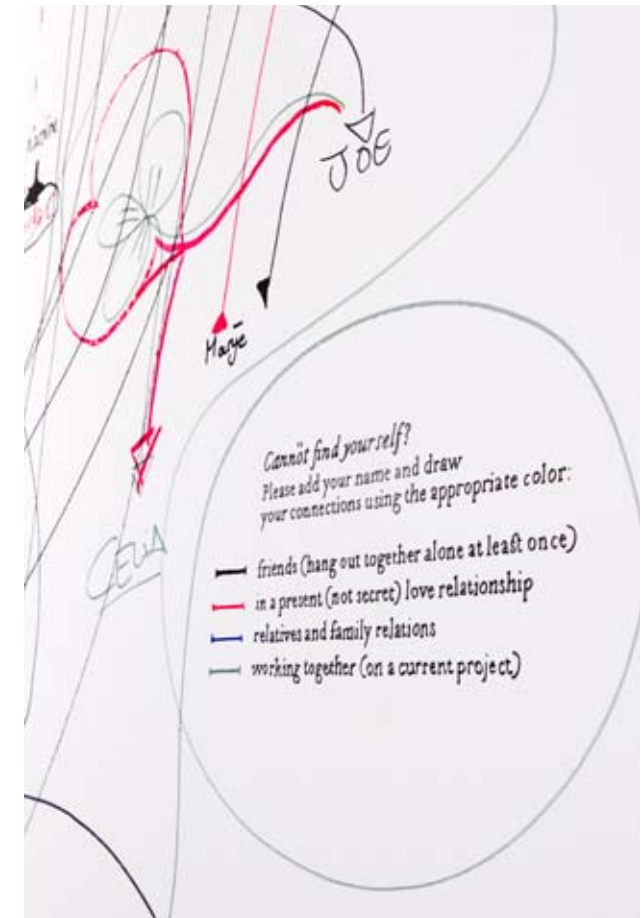 JOE
Marje
CELIA
Cannot find yourself?
Please add your name and draw
your connections using the appropriate color:
friends (hang out together alone at least once)
in a present (not secret) love relationship
relatives and family relations
working together (on a current project)